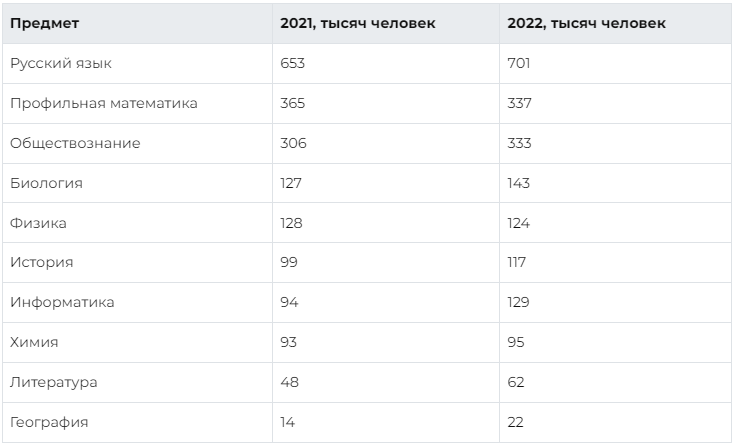 Предмет 2021, тысяч человек 2022, тысяч человек
Русский язык 653 701
Профильная математика 365 337
Обществознание 306 333
Биология 127 143
Физика 128 124
История 99 117
Информатика 94 129
Химия 93 95
Литература 48 62
География 14 22